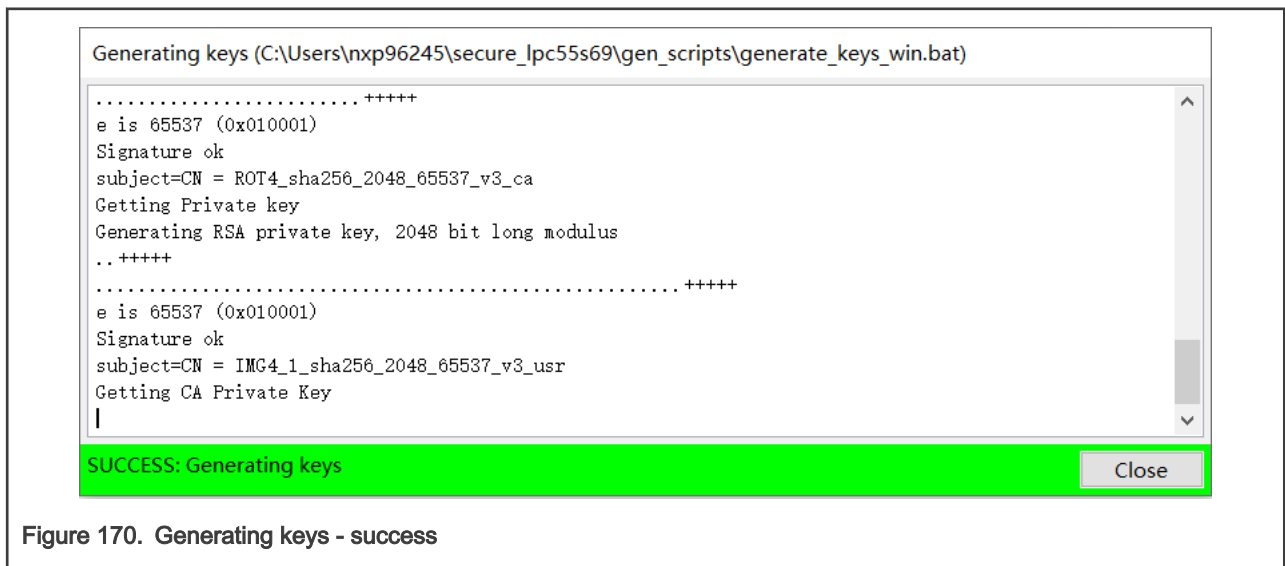 Generating keys (C:\Users\nxp96245\secure_lpc55s69\gen_scripts\generate_keys_win.bat)
.........................+++++
e is 65537 (0x010001)
Signature ok
subject=CN = ROT4_sha256_2048_65537_v3_ca
Getting Private key
Generating RSA private key, 2048 bit long modulus
..+++++
.......................................................+++++
e is 65537 (0x010001)
Signature ok
subject=CN = IMG4_1_sha256_2048_65537_v3_usr
Getting CA Private Key
SUCCESS: Generating keys
Close
Figure 170. Generating keys - success